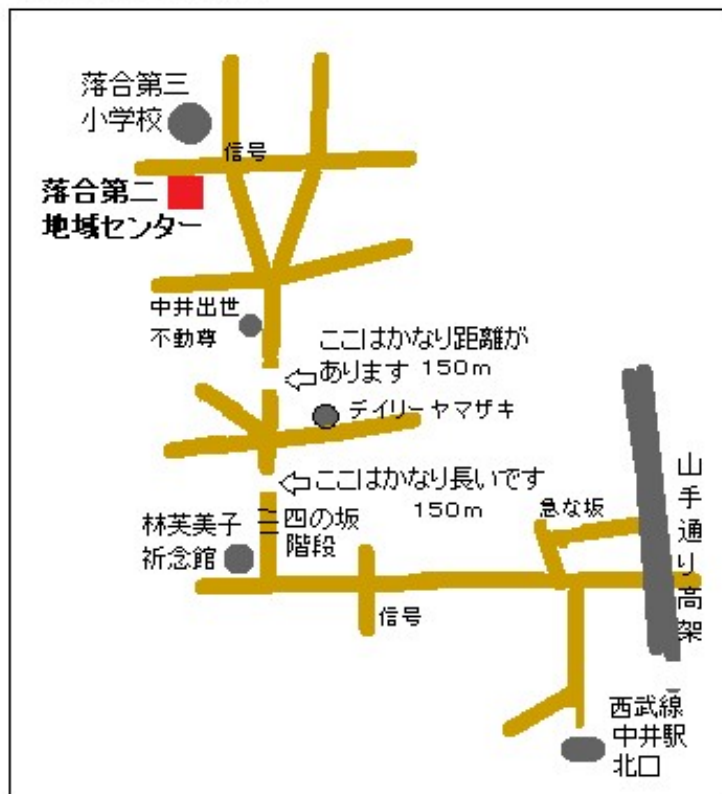 落合第三
小学校
信号
落合第二
地域センター
中井出世
不動尊
ここはかなり距離が
あります 150m
デイリーヤマザキ
ここはかなり長いです
150m
急な坂
山手通り高架
林芙美子
祈念館
四の坂
階段
信号
西武線
中井駅
北口